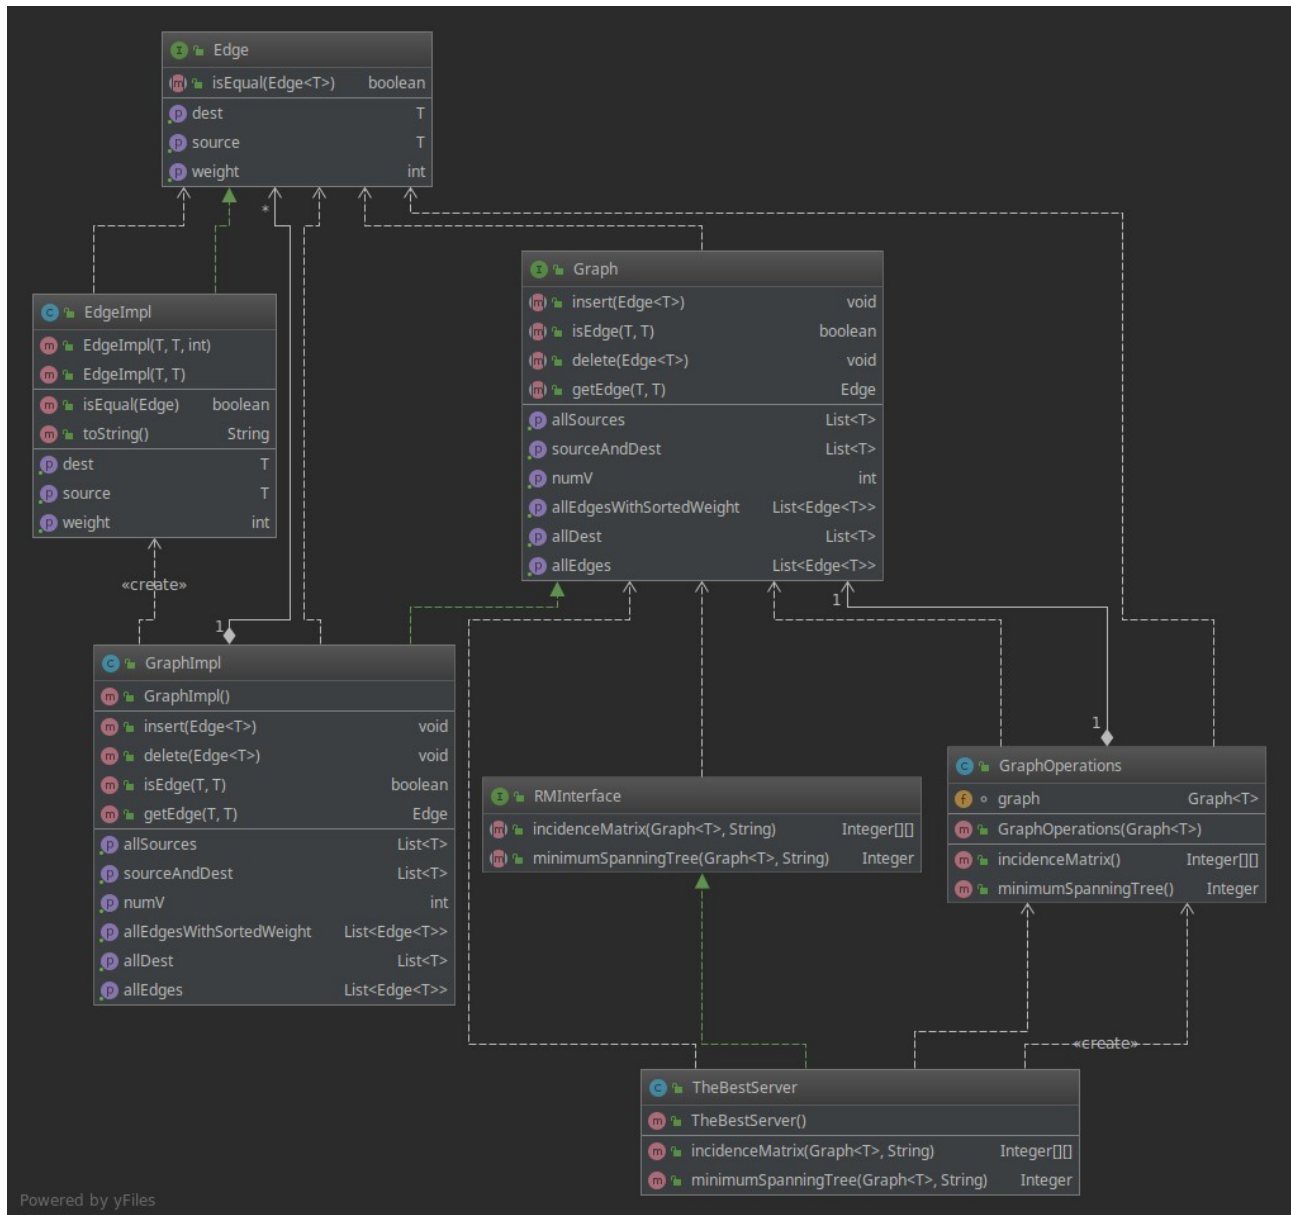 Edge
isEqual(Edge<T>) boolean
dest T
source T
weight int
*
Graph
insert(Edge<T>) void
isEdge(T, T) boolean
delete(Edge<T>) void
getEdge(T, T) Edge
allSources List<T>
sourceAndDest List<T>
numV int
allEdgesWithSortedWeight List<Edge<T>>
allDest List<T>
allEdges List<Edge<T>>
EdgeImpl
EdgeImpl(T, T, int)
EdgeImpl(T, T)
isEqual(Edge) boolean
toString() String
dest T
source T
weight int
«create»
1
1
GraphImpl
GraphImpl()
insert(Edge<T>) void
delete(Edge<T>) void
isEdge(T, T) boolean
getEdge(T, T) Edge
allSources List<T>
sourceAndDest List<T>
numV int
allEdgesWithSortedWeight List<Edge<T>>
allDest List<T>
allEdges List<Edge<T>>
RMInterface
incidenceMatrix(Graph<T>, String) Integer[][]
minimumSpanningTree(Graph<T>, String) Integer
1
GraphOperations
graph Graph<T>
GraphOperations(Graph<T>)
incidenceMatrix() Integer[][]
minimumSpanningTree() Integer
«create»
TheBestServer
TheBestServer()
incidenceMatrix(Graph<T>, String) Integer[][]
minimumSpanningTree(Graph<T>, String) Integer
Powered by yFiles